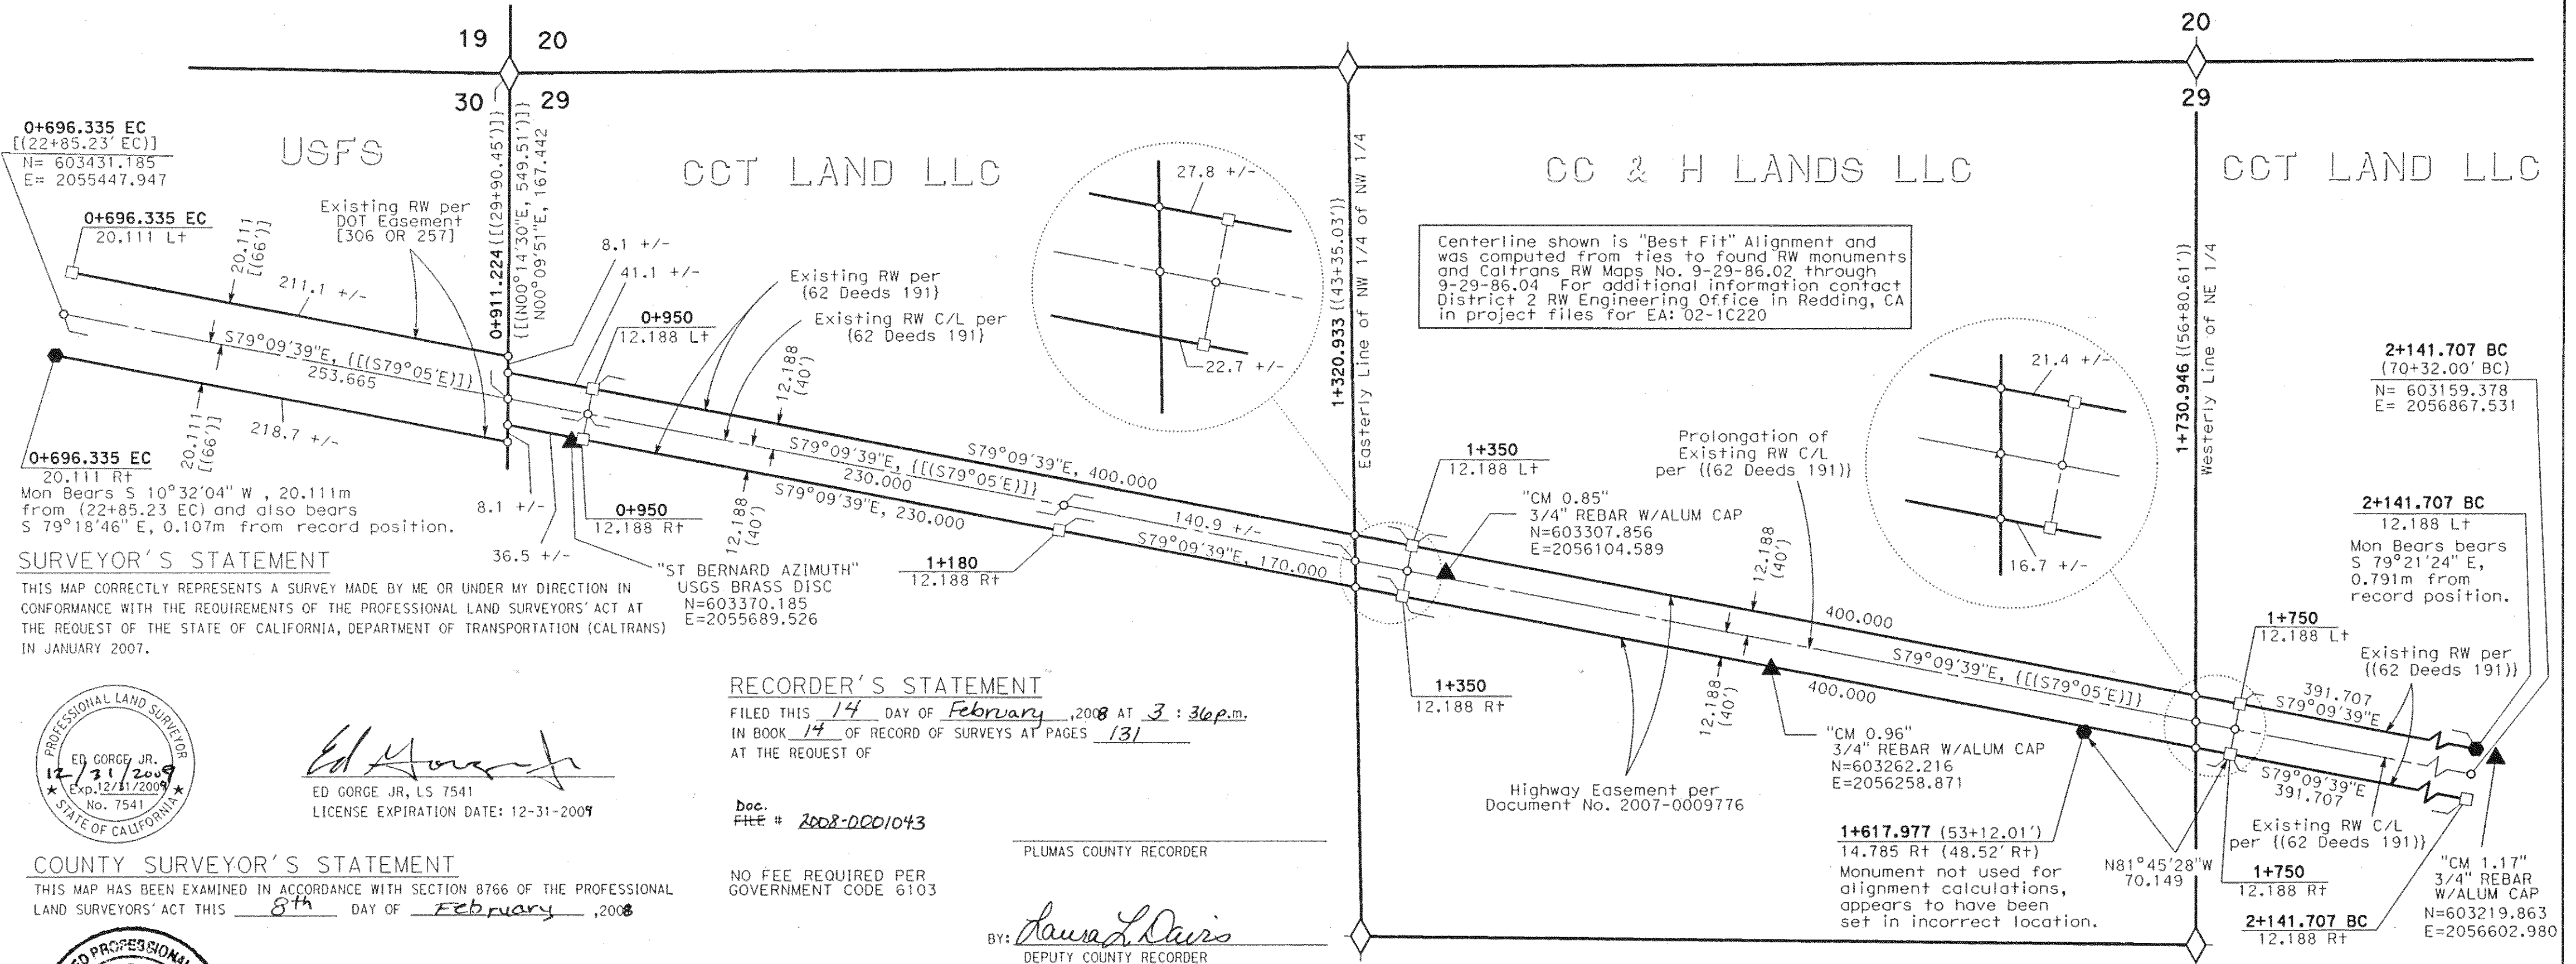 19 20
20
30 29
29
0+696.335 EC
[(22+85.23' EC)]
N= 603431.185
E= 2055447.947
USFS
CCT LAND LLC
CC & H LANDS LLC
CCT LAND LLC
0+696.335 EC
20.111 Lt
20.111
[(66')]
211.1 +/-
Existing RW per
DOT Easement
[306 OR 257]
0+911.224 {[(29+90.45')]}
{[(N00°14'30"E, 549.51')]}
N00°09'51"E, 167.442
8.1 +/-
41.1 +/-
0+950
12.188 Lt
Existing RW per
{62 Deeds 191}
Existing RW C/L per
{62 Deeds 191}
12.188
(40')
27.8 +/-
22.7 +/-
1+320.933 {(43+35.03')}
Easterly Line of NW 1/4 of NW 1/4
Centerline shown is "Best Fit" Alignment and
was computed from ties to found RW monuments
and Caltrans RW Maps No. 9-29-86.02 through
9-29-86.04 For additional information contact
District 2 RW Engineering Office in Redding, CA
in project files for EA: 02-1C220
21.4 +/-
16.7 +/-
1+730.946 {(56+80.61')}
Westerly Line of NE 1/4
2+141.707 BC
(70+32.00' BC)
N= 603159.378
E= 2056867.531
S79°09'39"E, {[(S79°05'E)]}
253.665
20.111
[(66')]
218.7 +/-
0+696.335 EC
20.111 Rt
Mon Bears S 10°32'04" W , 20.111m
from (22+85.23 EC) and also bears
S 79°18'46" E, 0.107m from record position.
8.1 +/-
36.5 +/-
0+950
12.188 Rt
"ST BERNARD AZIMUTH"
USGS BRASS DISC
N=603370.185
E=2055689.526
12.188
(40')
S79°09'39"E, {[(S79°05'E)]}
230.000
S79°09'39"E, 400.000
S79°09'39"E, 230.000
1+180
12.188 Rt
140.9 +/-
S79°09'39"E, 170.000
1+350
12.188 Lt
"CM 0.85"
3/4" REBAR W/ALUM CAP
N=603307.856
E=2056104.589
Prolongation of
Existing RW C/L
per {(62 Deeds 191)}
12.188
(40')
400.000
S79°09'39"E, {[(S79°05'E)]}
400.000
12.188
(40')
1+350
12.188 Rt
Highway Easement per
Document No. 2007-0009776
"CM 0.96"
3/4" REBAR W/ALUM CAP
N=603262.216
E=2056258.871
1+617.977 (53+12.01')
14.785 Rt (48.52' Rt)
Monument not used for
alignment calculations,
appears to have been
set in incorrect location.
N81°45'28"W
70.149
2+141.707 BC
12.188 Lt
Mon Bears bears
S 79°21'24" E,
0.791m from
record position.
1+750
12.188 Lt
Existing RW per
{(62 Deeds 191)}
391.707
S79°09'39"E
S79°09'39"E
391.707
Existing RW C/L
per {(62 Deeds 191)}
1+750
12.188 Rt
2+141.707 BC
12.188 Rt
"CM 1.17"
3/4" REBAR
W/ALUM CAP
N=603219.863
E=2056602.980
SURVEYOR'S STATEMENT
THIS MAP CORRECTLY REPRESENTS A SURVEY MADE BY ME OR UNDER MY DIRECTION IN
CONFORMANCE WITH THE REQUIREMENTS OF THE PROFESSIONAL LAND SURVEYORS' ACT AT
THE REQUEST OF THE STATE OF CALIFORNIA, DEPARTMENT OF TRANSPORTATION (CALTRANS)
IN JANUARY 2007.
PROFESSIONAL LAND SURVEYOR
ED GORGE JR.
12/31/2009
Exp.12/31/2009
No. 7541
STATE OF CALIFORNIA
Ed Gorge Jr
ED GORGE JR, LS 7541
LICENSE EXPIRATION DATE: 12-31-2009
COUNTY SURVEYOR'S STATEMENT
THIS MAP HAS BEEN EXAMINED IN ACCORDANCE WITH SECTION 8766 OF THE PROFESSIONAL
LAND SURVEYORS' ACT THIS 8th DAY OF February ,2008
PROFESSIONAL
RECORDER'S STATEMENT
FILED THIS 14 DAY OF February ,2008 AT 3 : 36p.m.
IN BOOK 14 OF RECORD OF SURVEYS AT PAGES 131
AT THE REQUEST OF
Doc.
FILE # 2008-0001043
NO FEE REQUIRED PER
GOVERNMENT CODE 6103
PLUMAS COUNTY RECORDER
BY: Laura L Davis
DEPUTY COUNTY RECORDER